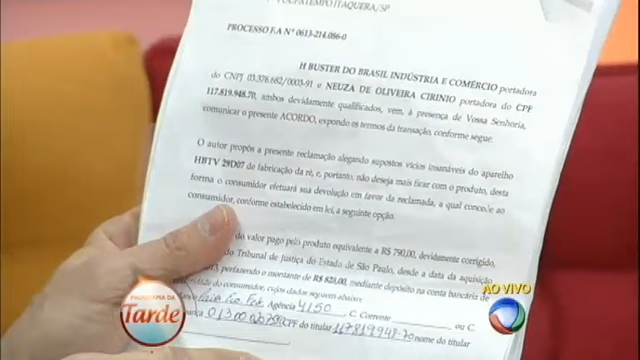 POUPATEMPO ITAQUERA/SP
PROCESSO F.A Nº 0613-214.086-0
H BUSTER DO BRASIL INDÚSTRIA E COMÉRCIO portadora
do CNPJ 03.376.682/0003-91 e NEUZA DE OLIVEIRA CIRINIO portadora do CPF
117.819.948.70, ambos devidamente qualificados, vem, à presença de Vossa Senhoria,
comunicar o presente ACORDO, expondo os termos da transação, conforme segue.
O autor propôs a presente reclamação alegando supostos vícios insanáveis do aparelho
HBTV 29D07 de fabricação da ré, e, portanto, não deseja mais ficar com o produto, desta
forma o consumidor efetuará sua devolução em favor da reclamada, a qual concede ao
consumidor, conforme estabelecido em lei, a seguinte opção.
do valor pago pelo produto equivalente a R$ 790,00, devidamente corrigido,
do Tribunal de Justiça do Estado de São Paulo, desde a data da aquisição
2013, perfazendo o montante de R$ 820,00, mediante depósito na conta bancária de
do consumidor, cujos dados seguem abaixo:
Agência 4150 C. Corrente ou C.
CPF do titular 117819948-70 nome do titular
PROGRAMA DA
Tarde
AO VIVO